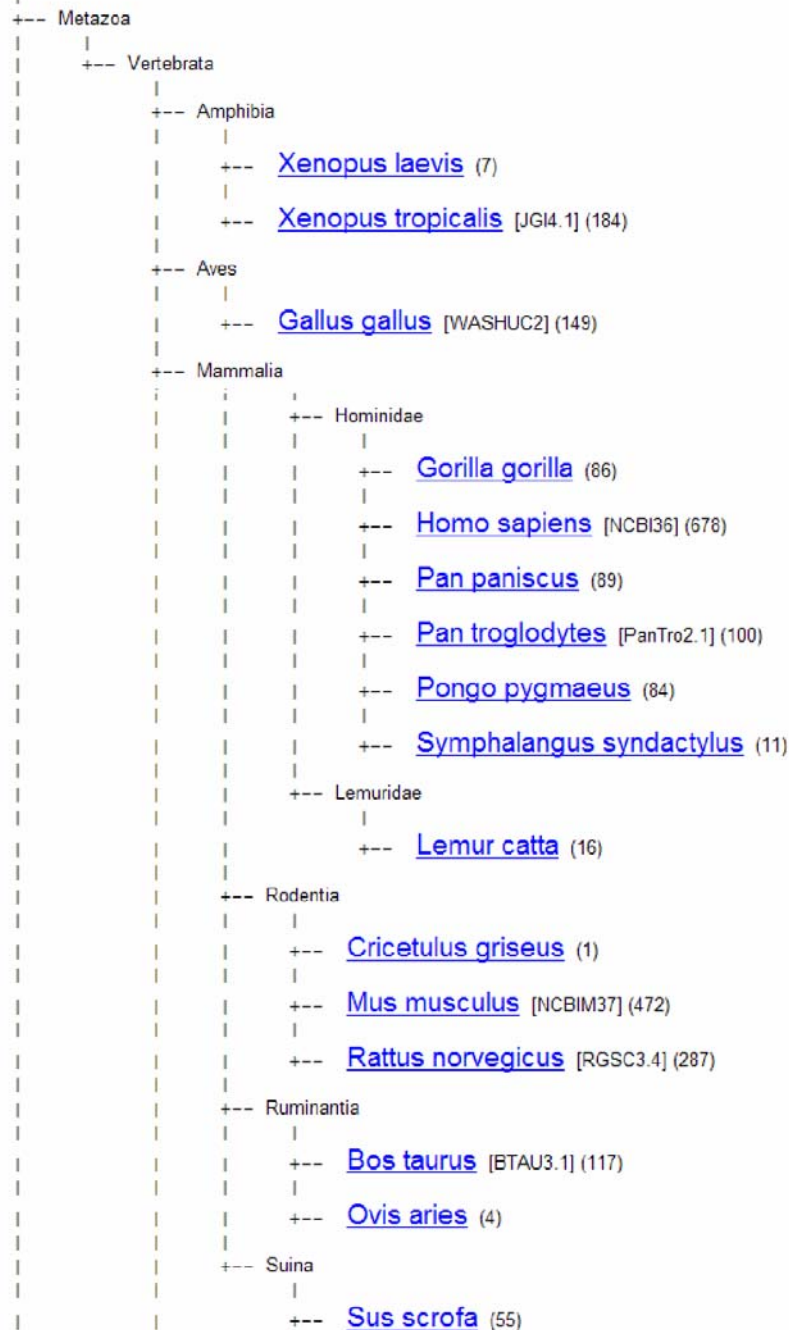 +-- Metazoa
+-- Vertebrata
+-- Amphibia
+-- Xenopus laevis (7)
+-- Xenopus tropicalis [JGI4.1] (184)
+-- Aves
+-- Gallus gallus [WASHUC2] (149)
+-- Mammalia
+-- Hominidae
+-- Gorilla gorilla (86)
+-- Homo sapiens [NCBI36] (678)
+-- Pan paniscus (89)
+-- Pan troglodytes [PanTro2.1] (100)
+-- Pongo pygmaeus (84)
+-- Symphalangus syndactylus (11)
+-- Lemuridae
+-- Lemur catta (16)
+-- Rodentia
+-- Cricetulus griseus (1)
+-- Mus musculus [NCBIM37] (472)
+-- Rattus norvegicus [RGSC3.4] (287)
+-- Ruminantia
+-- Bos taurus [BTAU3.1] (117)
+-- Ovis aries (4)
+-- Suina
+-- Sus scrofa (55)